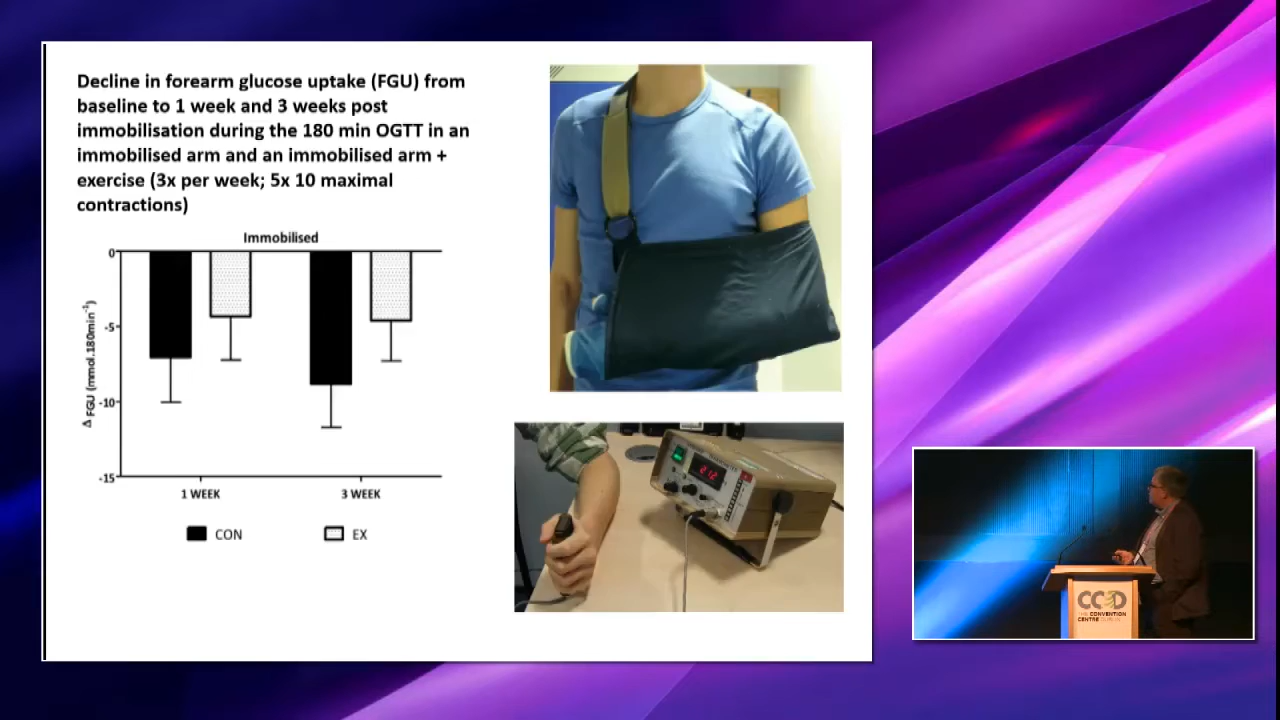 Decline in forearm glucose uptake (FGU) from
baseline to 1 week and 3 weeks post
immobilisation during the 180 min OGTT in an
immobilised arm and an immobilised arm +
exercise (3x per week; 5x 10 maximal
contractions)
Immobilised
0
-5
-10
-15
Δ FGU (mmol.180min⁻¹)
1 WEEK
3 WEEK
CON
EX
212
CCD
THE CONVENTION
CENTRE DUBLIN